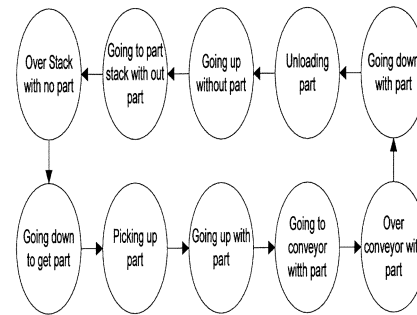 Over Stack
with no part
Going to part
stack with out
part
Going up
without part
Unloading
part
Going down
with part
Going down
to get part
Picking up
part
Going up with
part
Going to
conveyor
witth part
Over
conveyor with
part